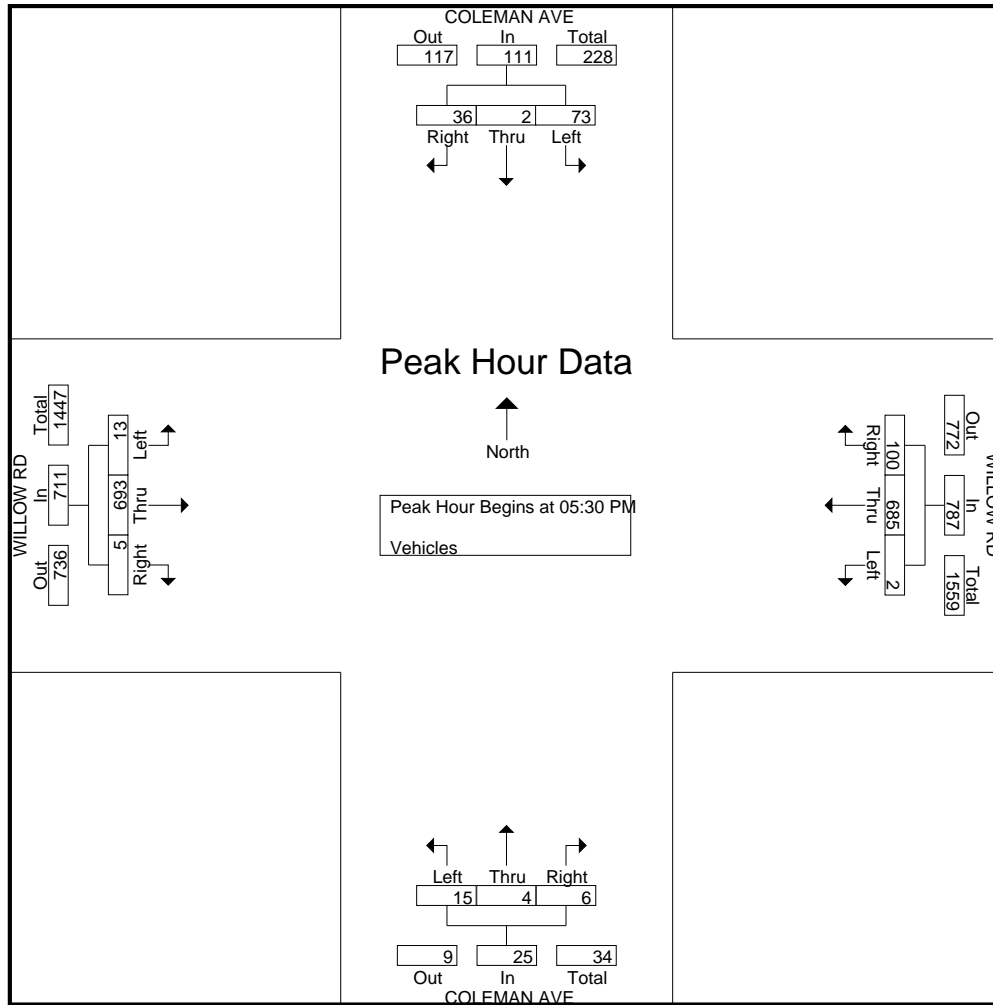 COLEMAN AVE
Out In Total
117 111 228
36 2 73
Right Thru Left
Peak Hour Data
North
Peak Hour Begins at 05:30 PM
Vehicles
WILLOW RD
Out In Total
736 711 1447
Left Thru Right
13 693 5
WILLOW RD
Out In Total
772 787 1559
Right Thru Left
100 685 2
Left Thru Right
15 4 6
9 25 34
Out In Total
COLEMAN AVE